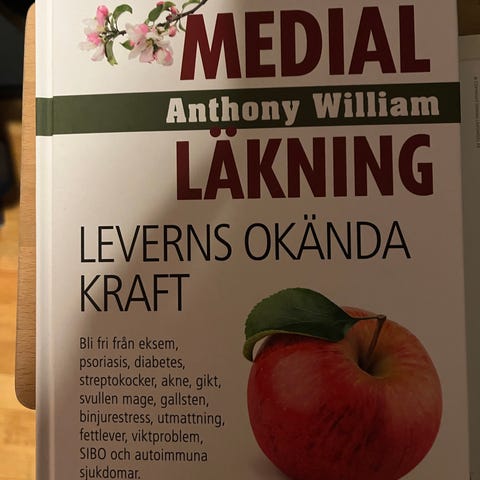 MEDIAL
Anthony William
LÄKNING
LEVERNS OKÄNDA
KRAFT
Bli fri från eksem,
psoriasis, diabetes,
streptokocker, akne, gikt,
svullen mage, gallsten,
binjurestress, utmattning,
fettlever, viktproblem,
SIBO och autoimmuna
sjukdomar.